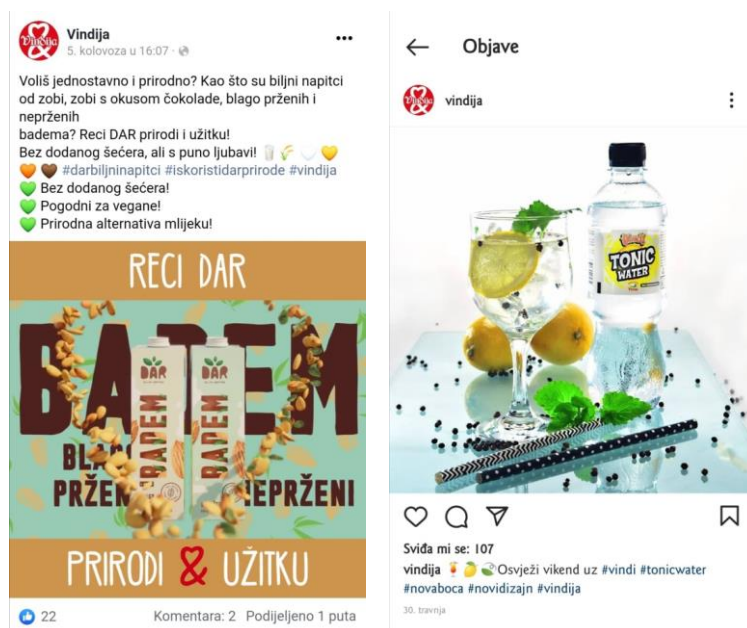 Vindija
5. kolovoza u 16:07 ·
Voliš jednostavno i prirodno? Kao što su biljni napitci
od zobi, zobi s okusom čokolade, blago prženih i
neprženih
badema? Reci DAR prirodi i užitku!
Bez dodanog šećera, ali s puno ljubavi! 🥛 🌾 🤍 💛
🧡 🤎 #darbiljninapitci #iskoristidarprirode #vindija
💚 Bez dodanog šećera!
💚 Pogodni za vegane!
💚 Prirodna alternativa mlijeku!
RECI DAR
BADEM
DAR
DAR
BADEM
BADEM
PRIRODI & UŽITKU
22
Komentara: 2 Podijeljeno 1 puta
Objave
Vindija
vindija
Vindi
TONIC
WATER
Sviđa mi se: 107
vindija 🍹 🍋 🍃Osvježi vikend uz #vindi #tonicwater
#novaboca #novidizajn #vindija
30. travnja